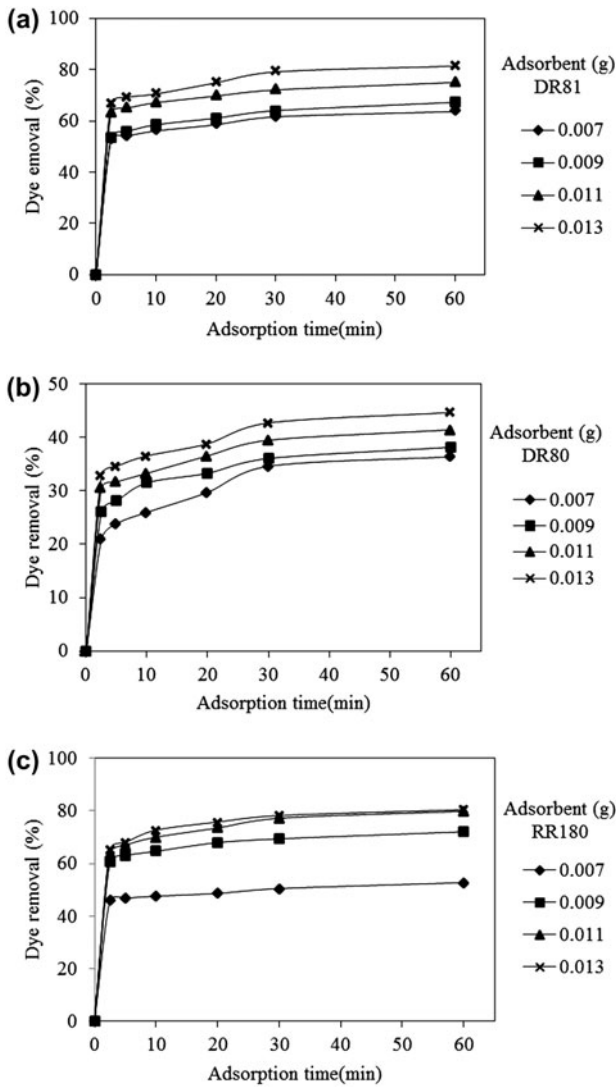 (a)
100
80
60
40
20
0
Dye emoval (%)
0 10 20 30 40 50 60
Adsorption time(min)
Adsorbent (g)
DR81
0.007
0.009
0.011
0.013
(b)
50
40
30
20
10
0
Dye removal (%)
0 10 20 30 40 50 60
Adsorption time(min)
Adsorbent (g)
DR80
0.007
0.009
0.011
0.013
(c)
100
80
60
40
20
0
Dye removal (%)
0 10 20 30 40 50 60
Adsorption time(min)
Adsorbent (g)
RR180
0.007
0.009
0.011
0.013